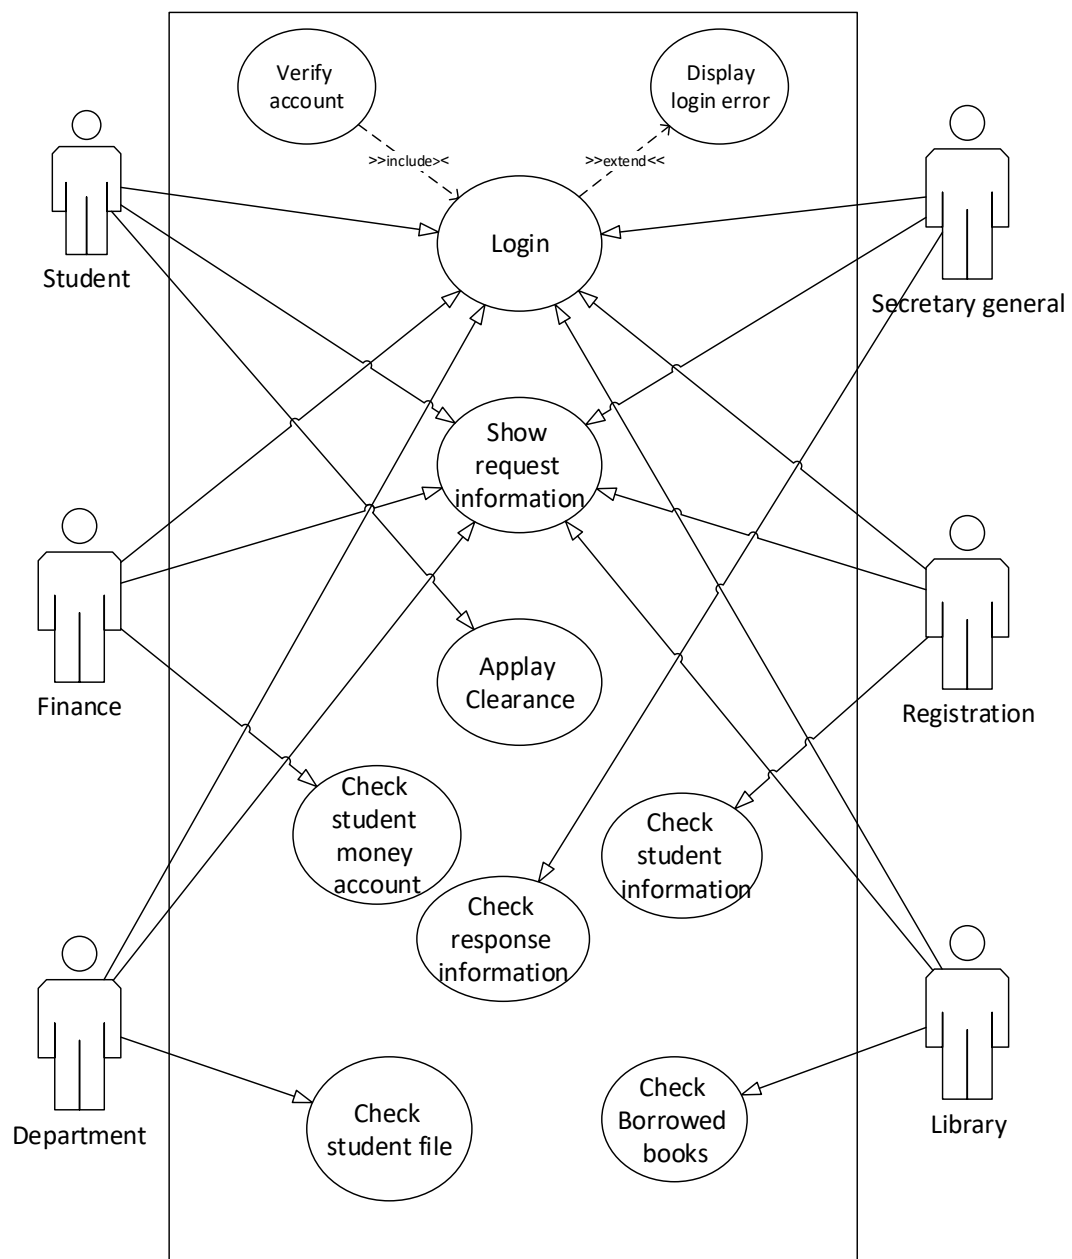 Verify
account
Display
login error
>>include><
>>extend<<
Login
Student
Secretary general
Show
request
information
Applay
Clearance
Finance
Registration
Check
student
money
account
Check
student
information
Check
response
information
Department
Library
Check
student file
Check
Borrowed
books